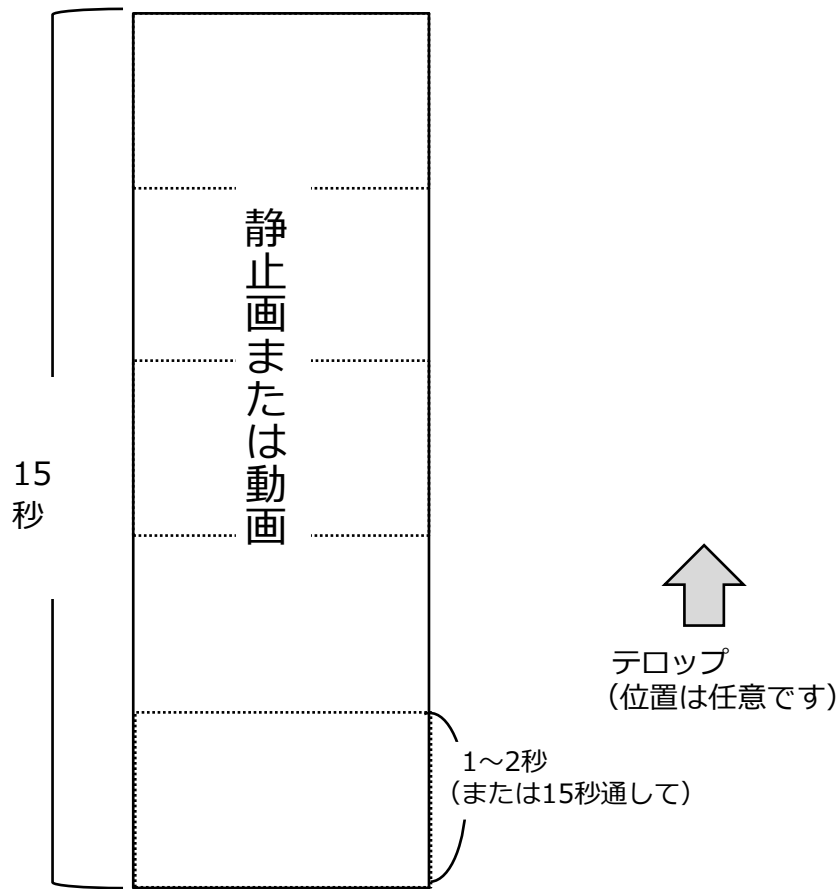 静止画または動画
15
秒
テロップ
（位置は任意です）
1～2秒
（または15秒通して）